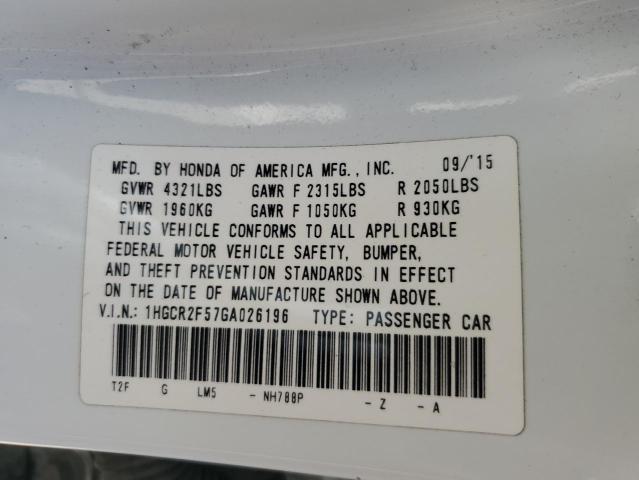 MFD. BY HONDA OF AMERICA MFG., INC. 09/'15
GVWR 4321LBS GAWR F 2315LBS R 2050LBS
GVWR 1960KG GAWR F 1050KG R 930KG
THIS VEHICLE CONFORMS TO ALL APPLICABLE
FEDERAL MOTOR VEHICLE SAFETY, BUMPER,
AND THEFT PREVENTION STANDARDS IN EFFECT
ON THE DATE OF MANUFACTURE SHOWN ABOVE.
V.I.N.: 1HGCR2F57GA026196 TYPE: PASSENGER CAR
T2F G LM5 - NH788P - Z - A